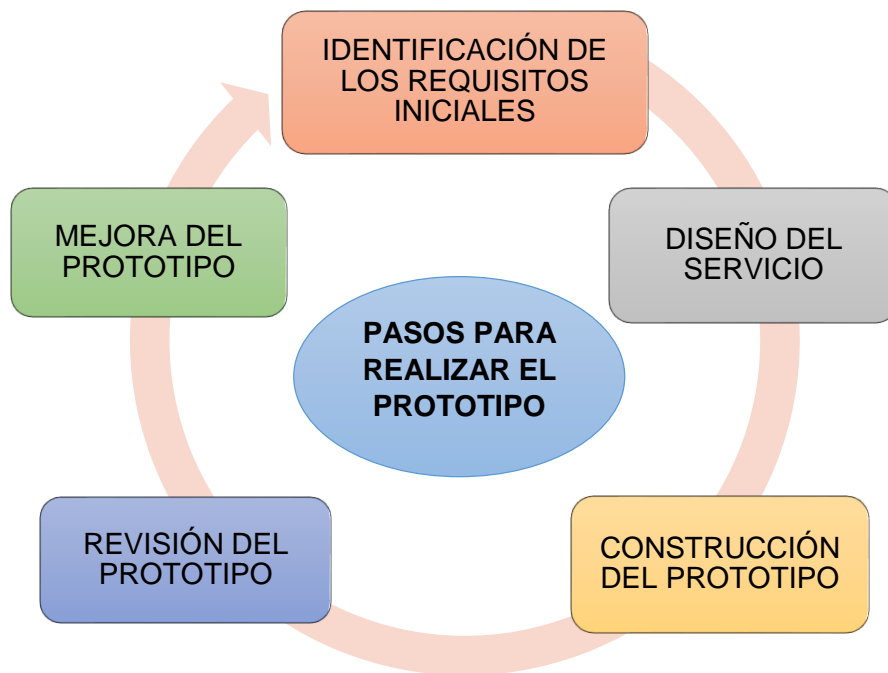 IDENTIFICACIÓN DE
LOS REQUISITOS
INICIALES
DISEÑO DEL
SERVICIO
CONSTRUCCIÓN
DEL PROTOTIPO
REVISIÓN DEL
PROTOTIPO
MEJORA DEL
PROTOTIPO
PASOS PARA
REALIZAR EL
PROTOTIPO